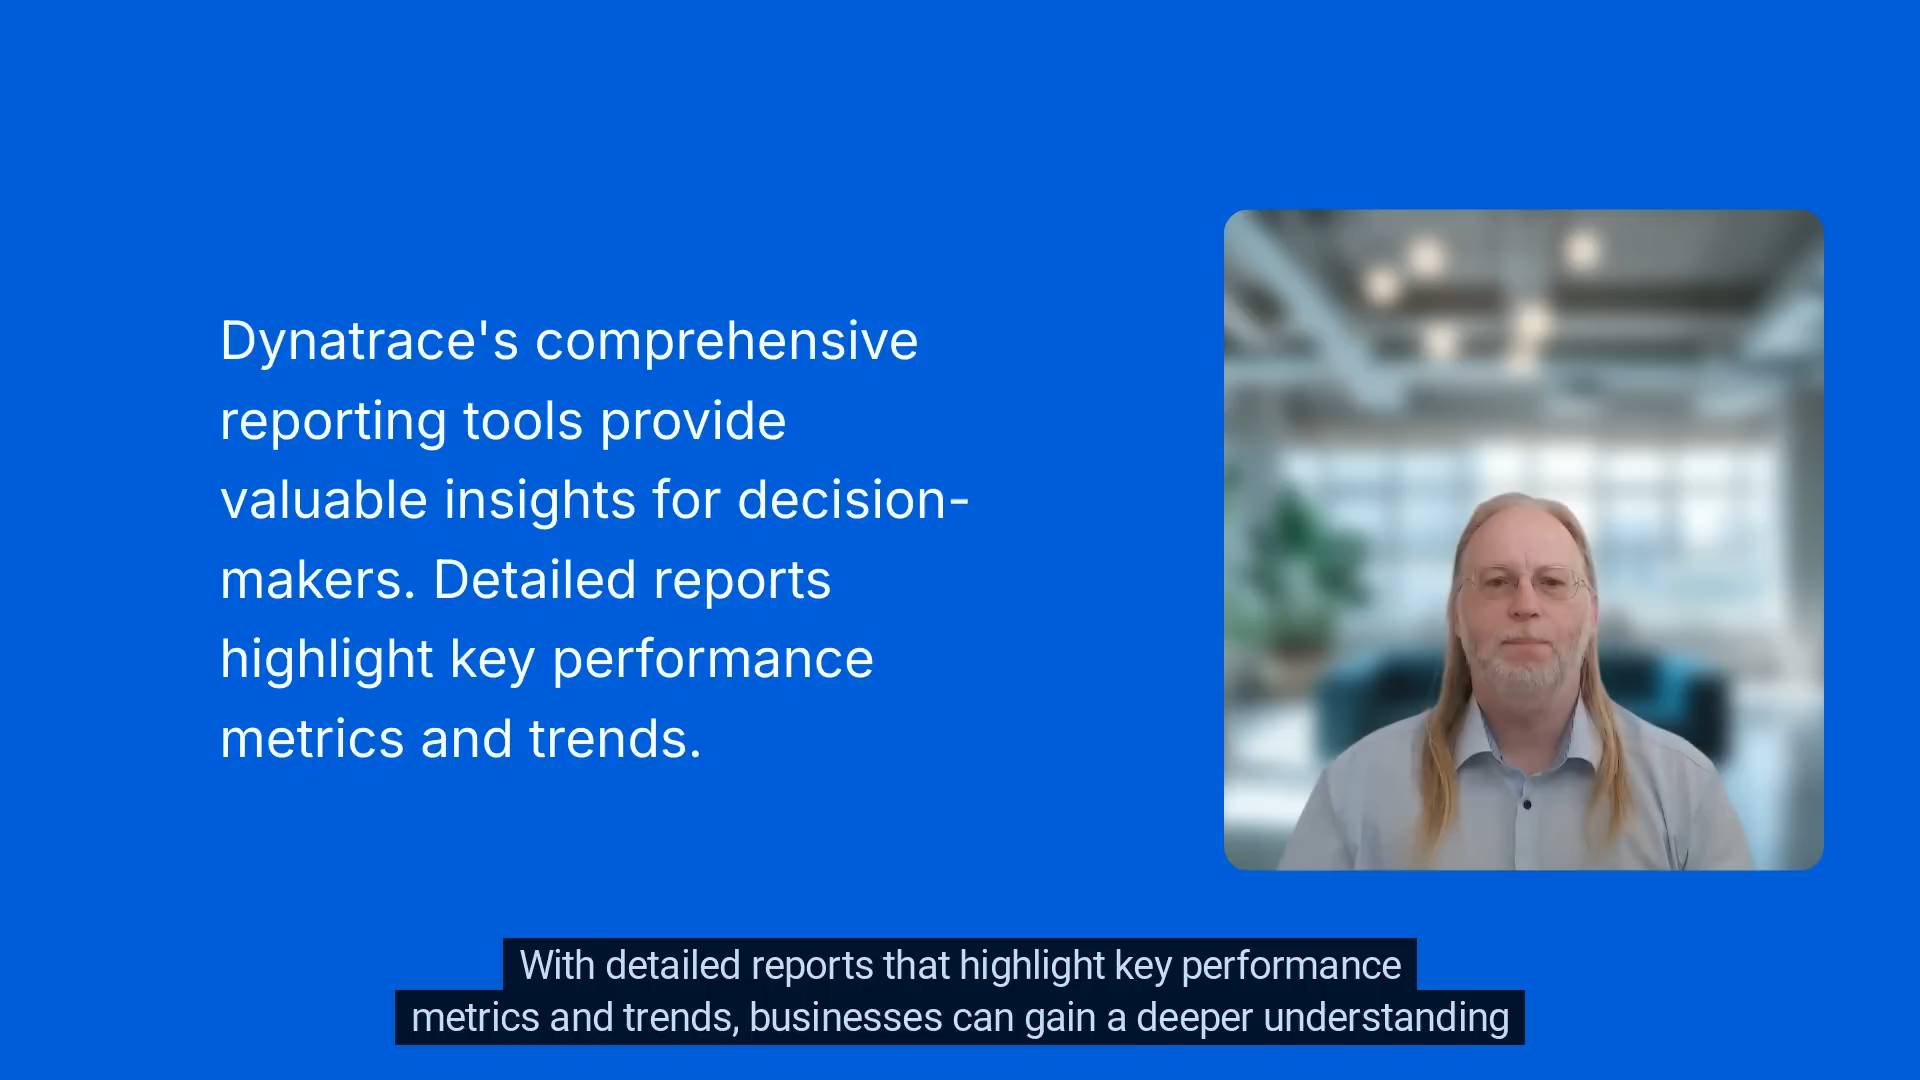 Dynatrace's comprehensive
reporting tools provide
valuable insights for decision-
makers. Detailed reports
highlight key performance
metrics and trends.
With detailed reports that highlight key performance
metrics and trends, businesses can gain a deeper understanding